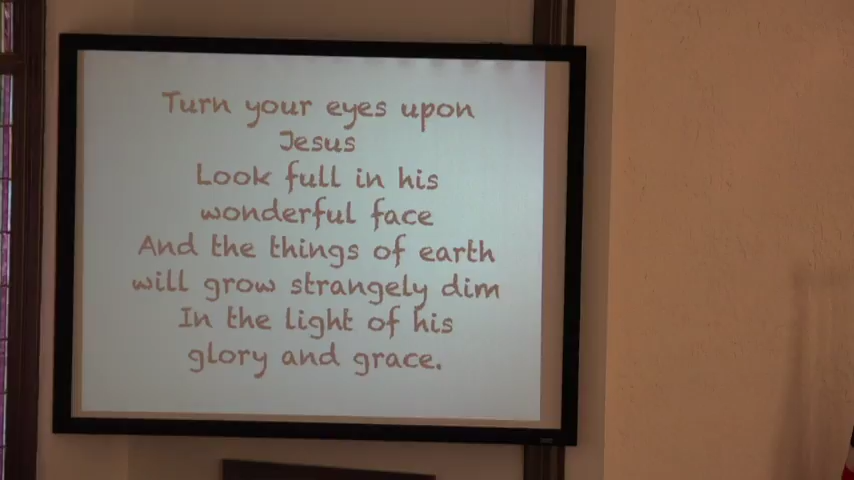 Turn your eyes upon
Jesus
Look full in his
wonderful face
And the things of earth
will grow strangely dim
In the light of his
glory and grace.